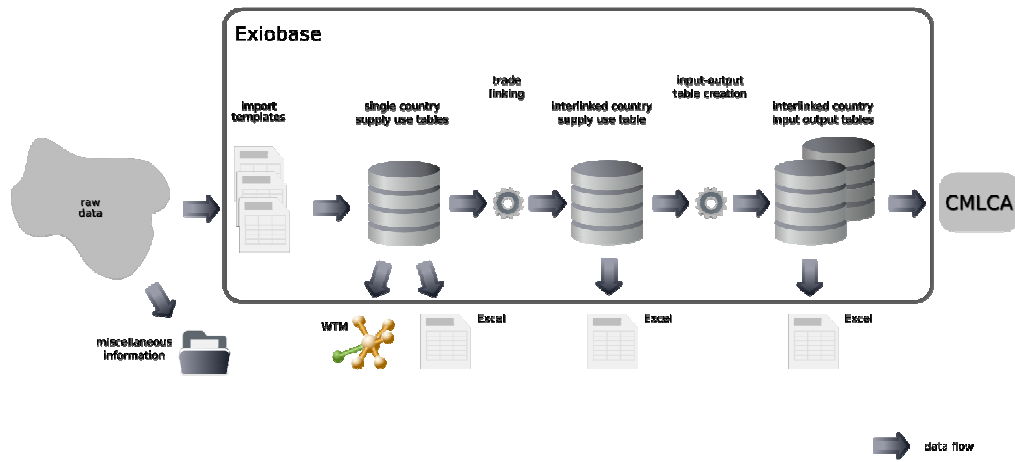 Exiobase
trade
linking
input-output
table creation
import
templates
single country
supply use tables
interlinked country
supply use table
interlinked country
input output tables
raw
data
CMLCA
WTM
Excel
Excel
Excel
miscellaneous
information
data flow